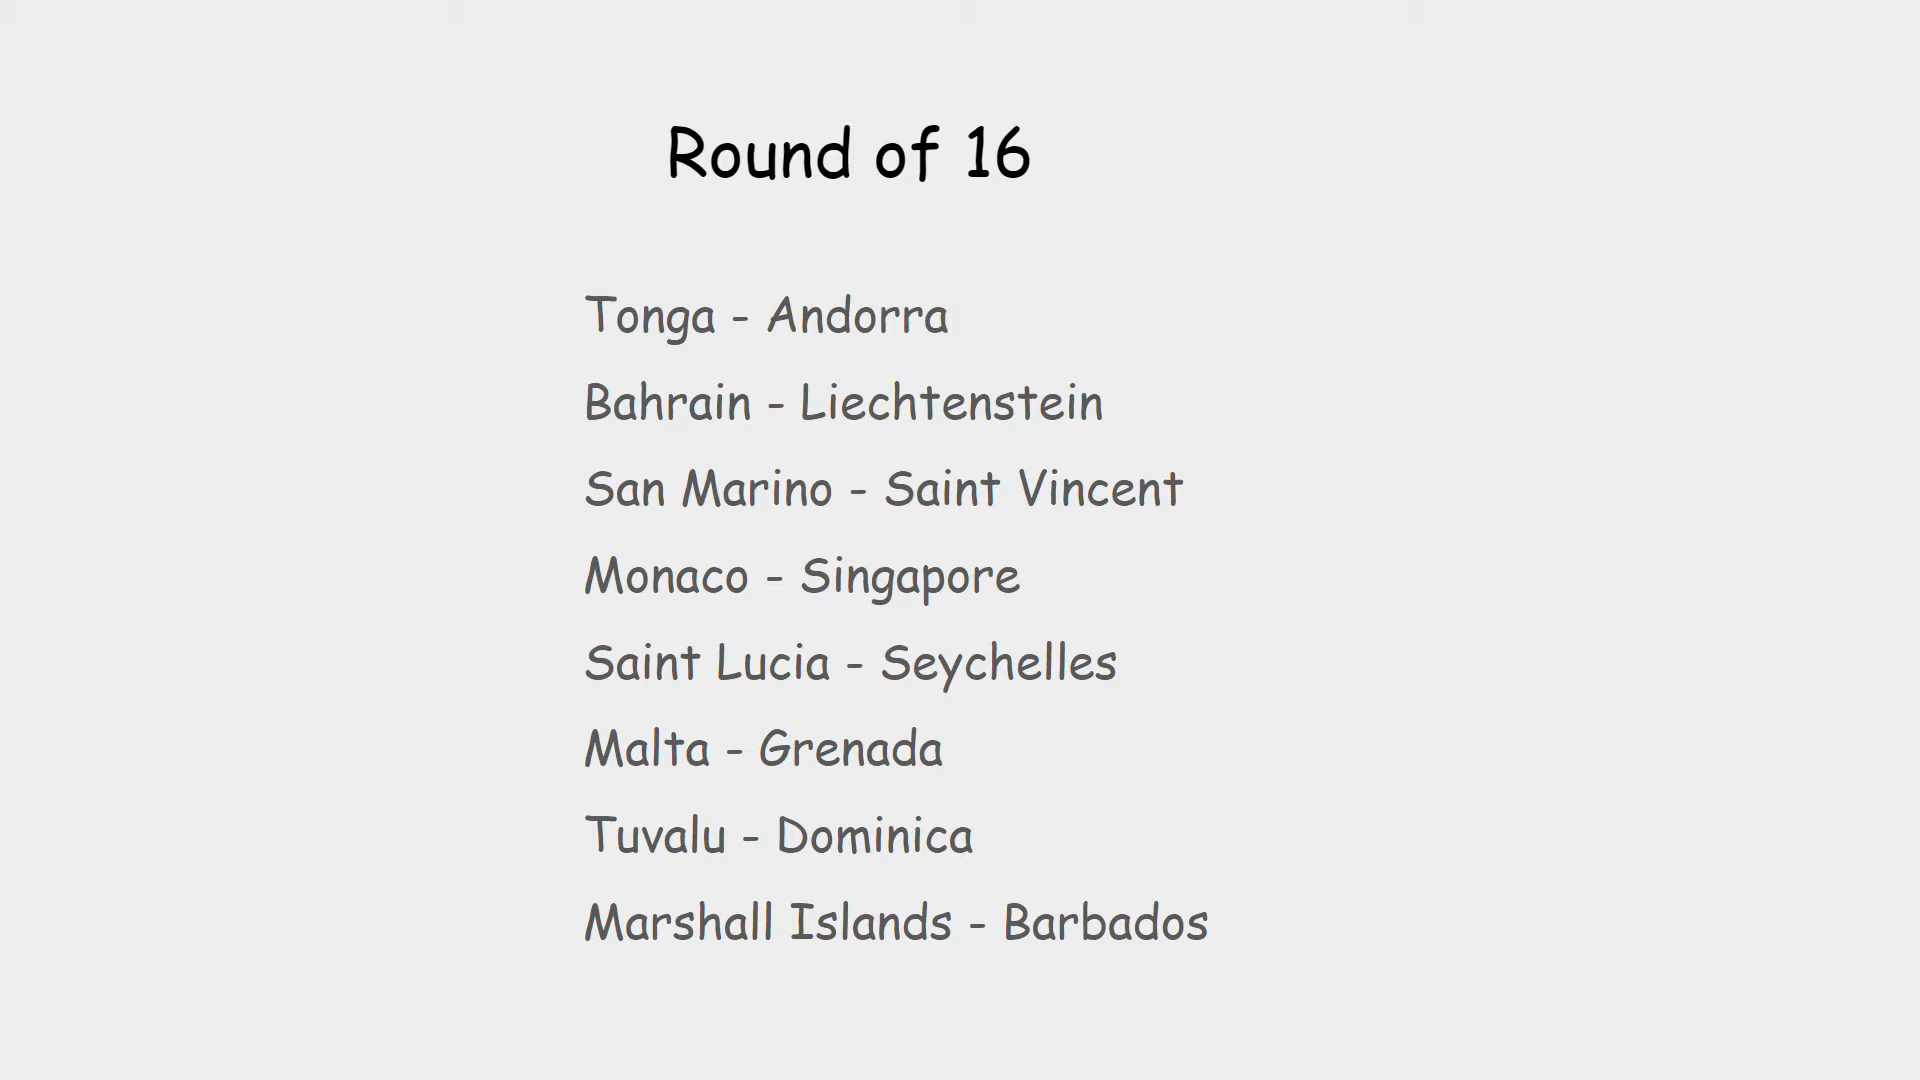 Round of 16
Tonga - Andorra
Bahrain - Liechtenstein
San Marino - Saint Vincent
Monaco - Singapore
Saint Lucia - Seychelles
Malta - Grenada
Tuvalu - Dominica
Marshall Islands - Barbados